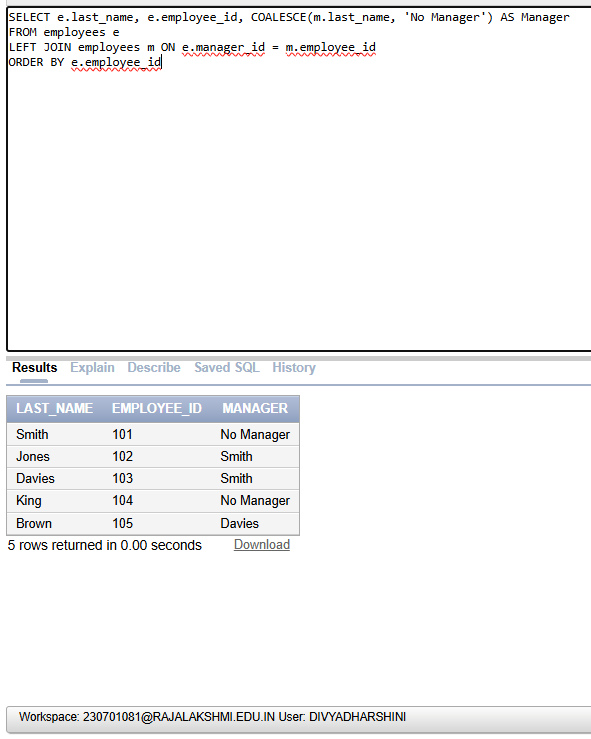 SELECT e.last_name, e.employee_id, COALESCE(m.last_name, 'No Manager') AS Manager
FROM employees e
LEFT JOIN employees m ON e.manager_id = m.employee_id
ORDER BY e.employee_id
Results Explain Describe Saved SQL History
LAST_NAME EMPLOYEE_ID MANAGER
Smith 101 No Manager
Jones 102 Smith
Davies 103 Smith
King 104 No Manager
Brown 105 Davies
5 rows returned in 0.00 seconds Download
Workspace: 230701081@RAJALAKSHMI.EDU.IN User: DIVYADHARSHINI